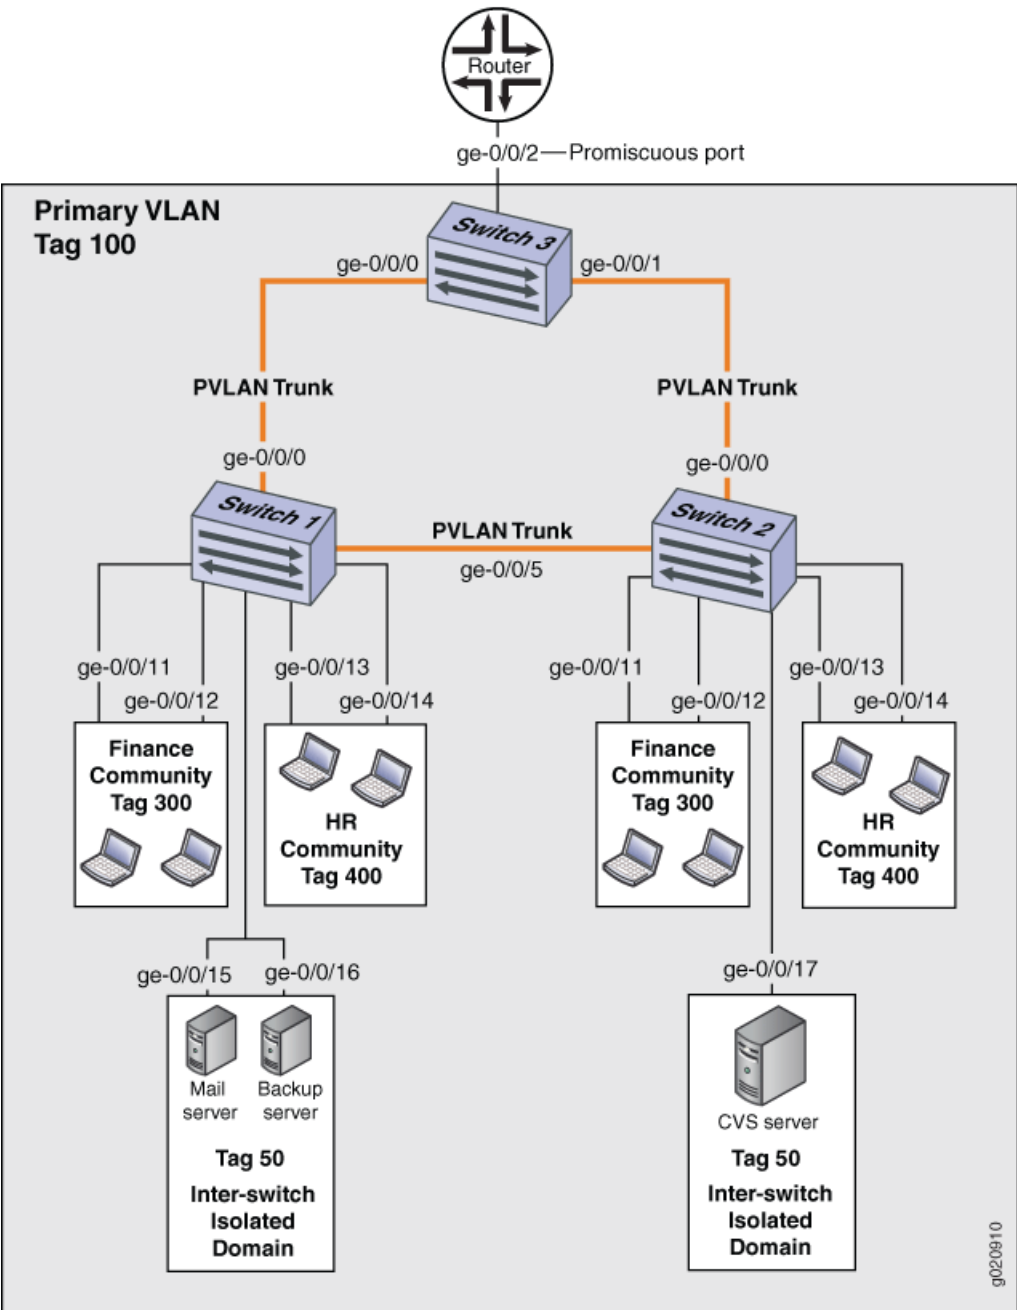 Router
ge-0/0/2
Promiscuous port
Primary VLAN
Tag 100
Switch 3
ge-0/0/0
ge-0/0/1
PVLAN Trunk
PVLAN Trunk
ge-0/0/0
ge-0/0/0
Switch 1
Switch 2
PVLAN Trunk
ge-0/0/5
ge-0/0/11
ge-0/0/12
ge-0/0/13
ge-0/0/14
ge-0/0/11
ge-0/0/12
ge-0/0/13
ge-0/0/14
Finance
Community
Tag 300
HR
Community
Tag 400
Finance
Community
Tag 300
HR
Community
Tag 400
ge-0/0/15
ge-0/0/16
ge-0/0/17
Mail
server
Backup
server
Tag 50
Inter-switch
Isolated
Domain
CVS server
Tag 50
Inter-switch
Isolated
Domain
g020910